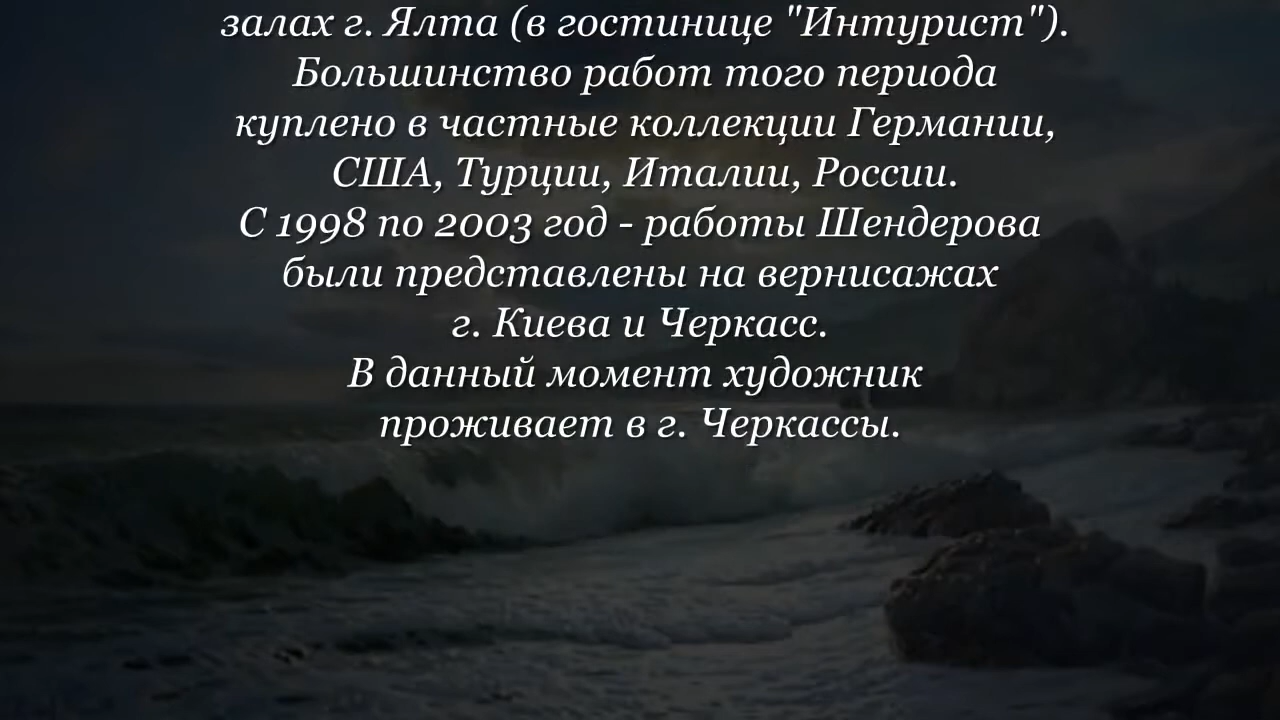 залах г. Ялта (в гостинице "Интурист").
Большинство работ того периода
куплено в частные коллекции Германии,
США, Турции, Италии, России.
С 1998 по 2003 год - работы Шендерова
были представлены на вернисажах
г. Киева и Черкасс.
В данный момент художник
проживает в г. Черкассы.